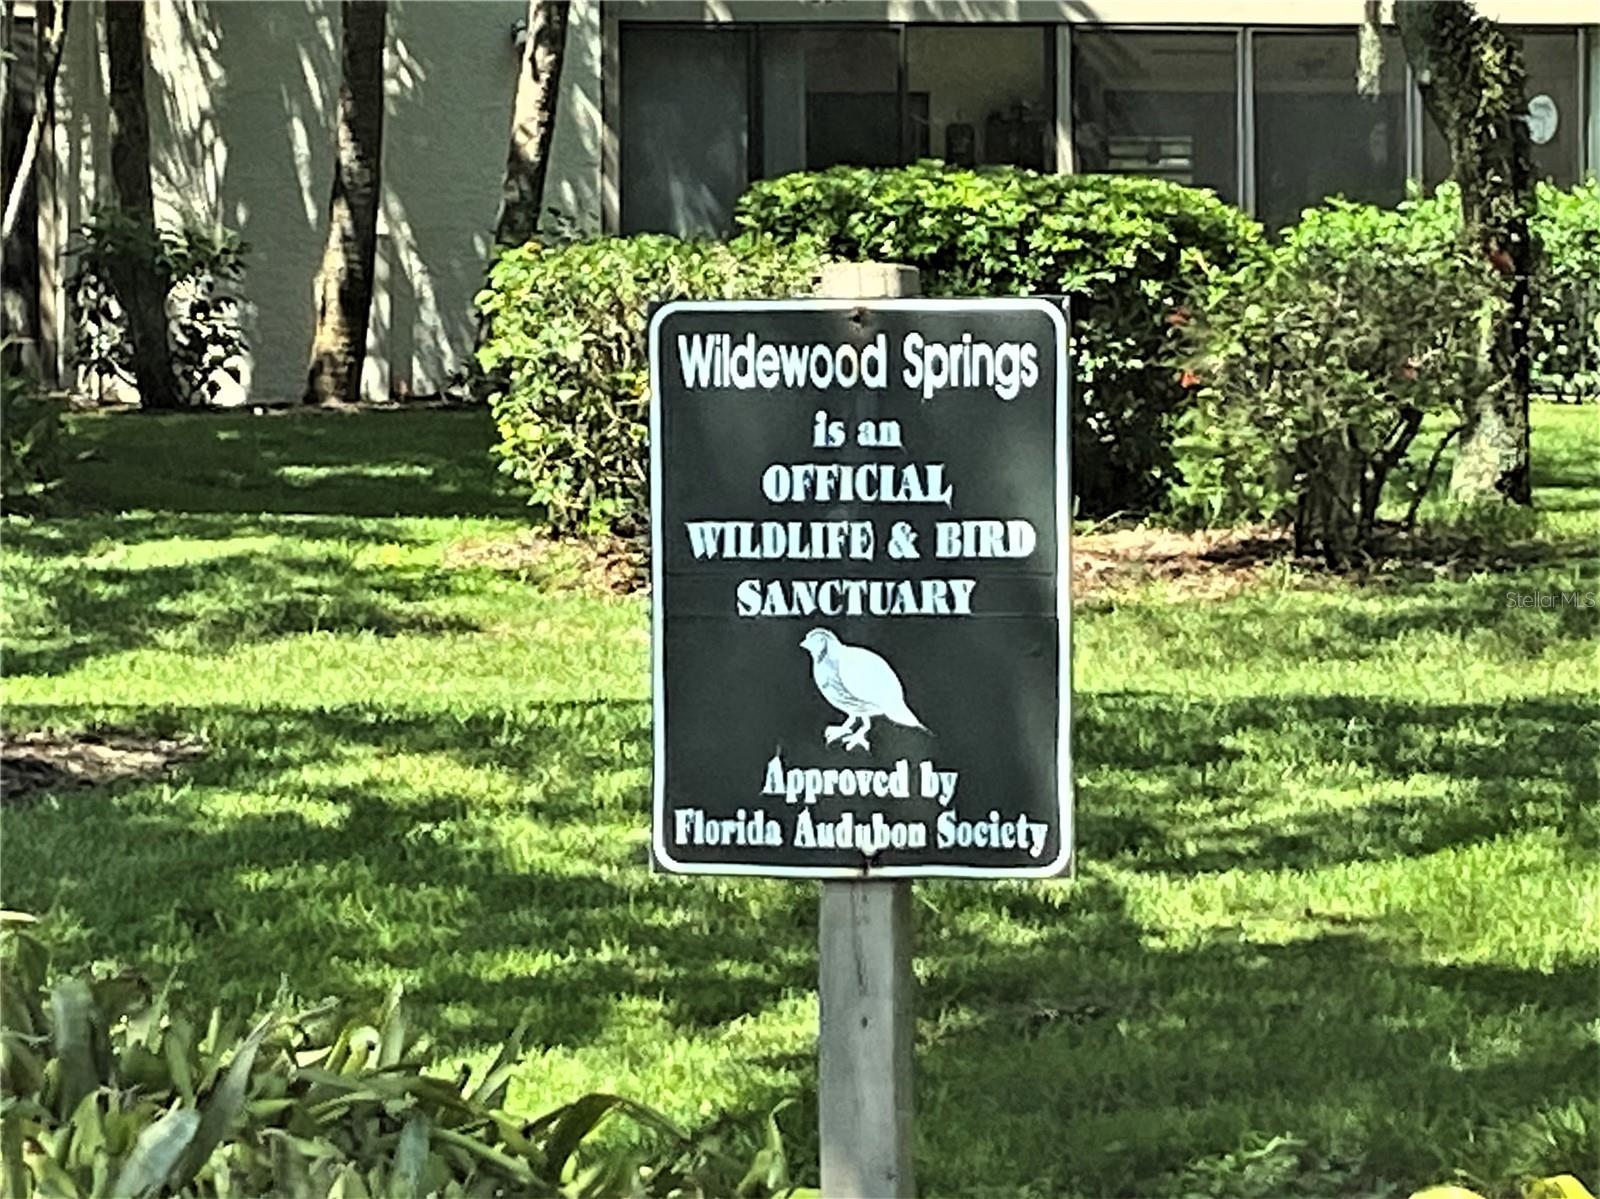 Wildewood Springs
is an
OFFICIAL
WILDLIFE & BIRD
SANCTUARY
Approved by
Florida Audubon Society
Stellar MLS